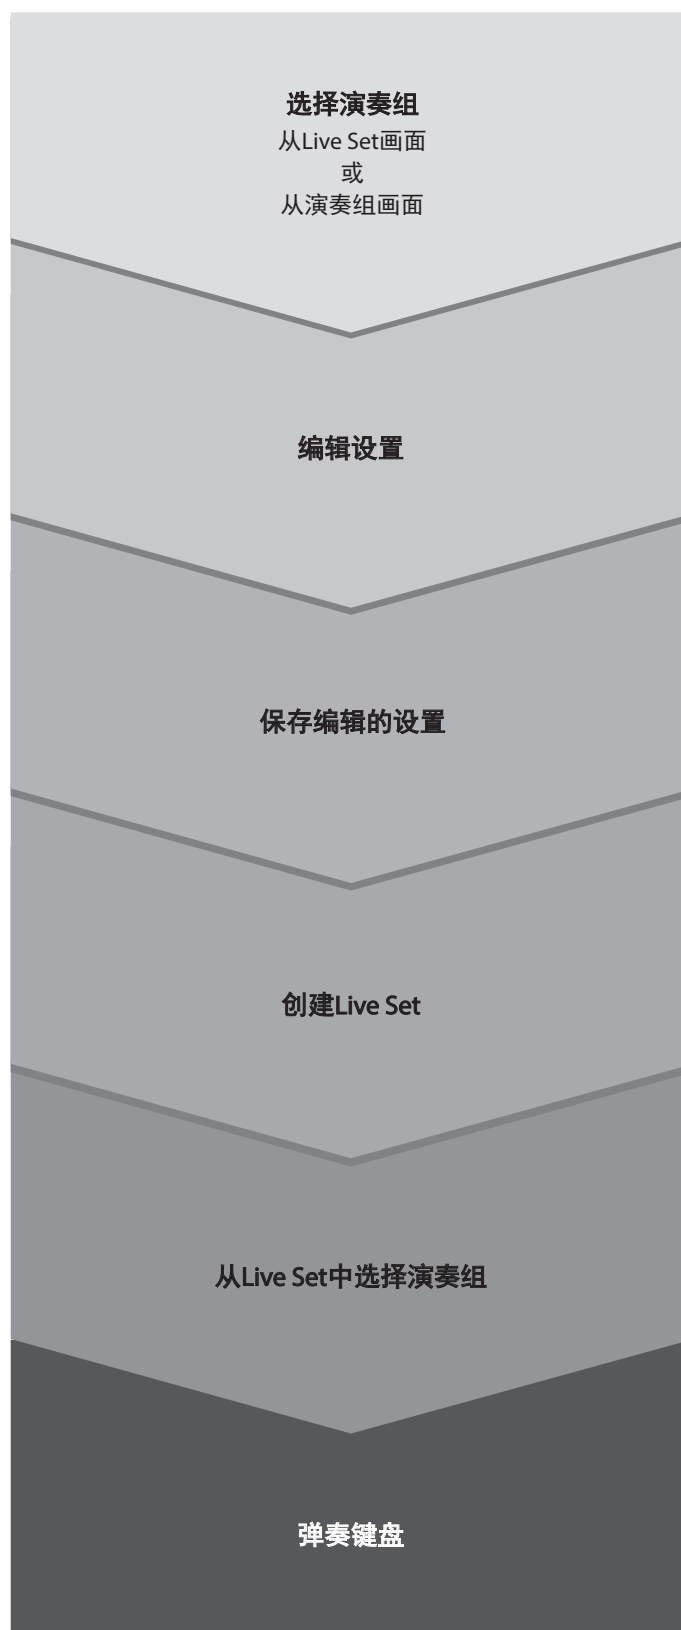 选择演奏组
从Live Set画面
或
从演奏组画面
编辑设置
保存编辑的设置
创建Live Set
从Live Set中选择演奏组
弹奏键盘